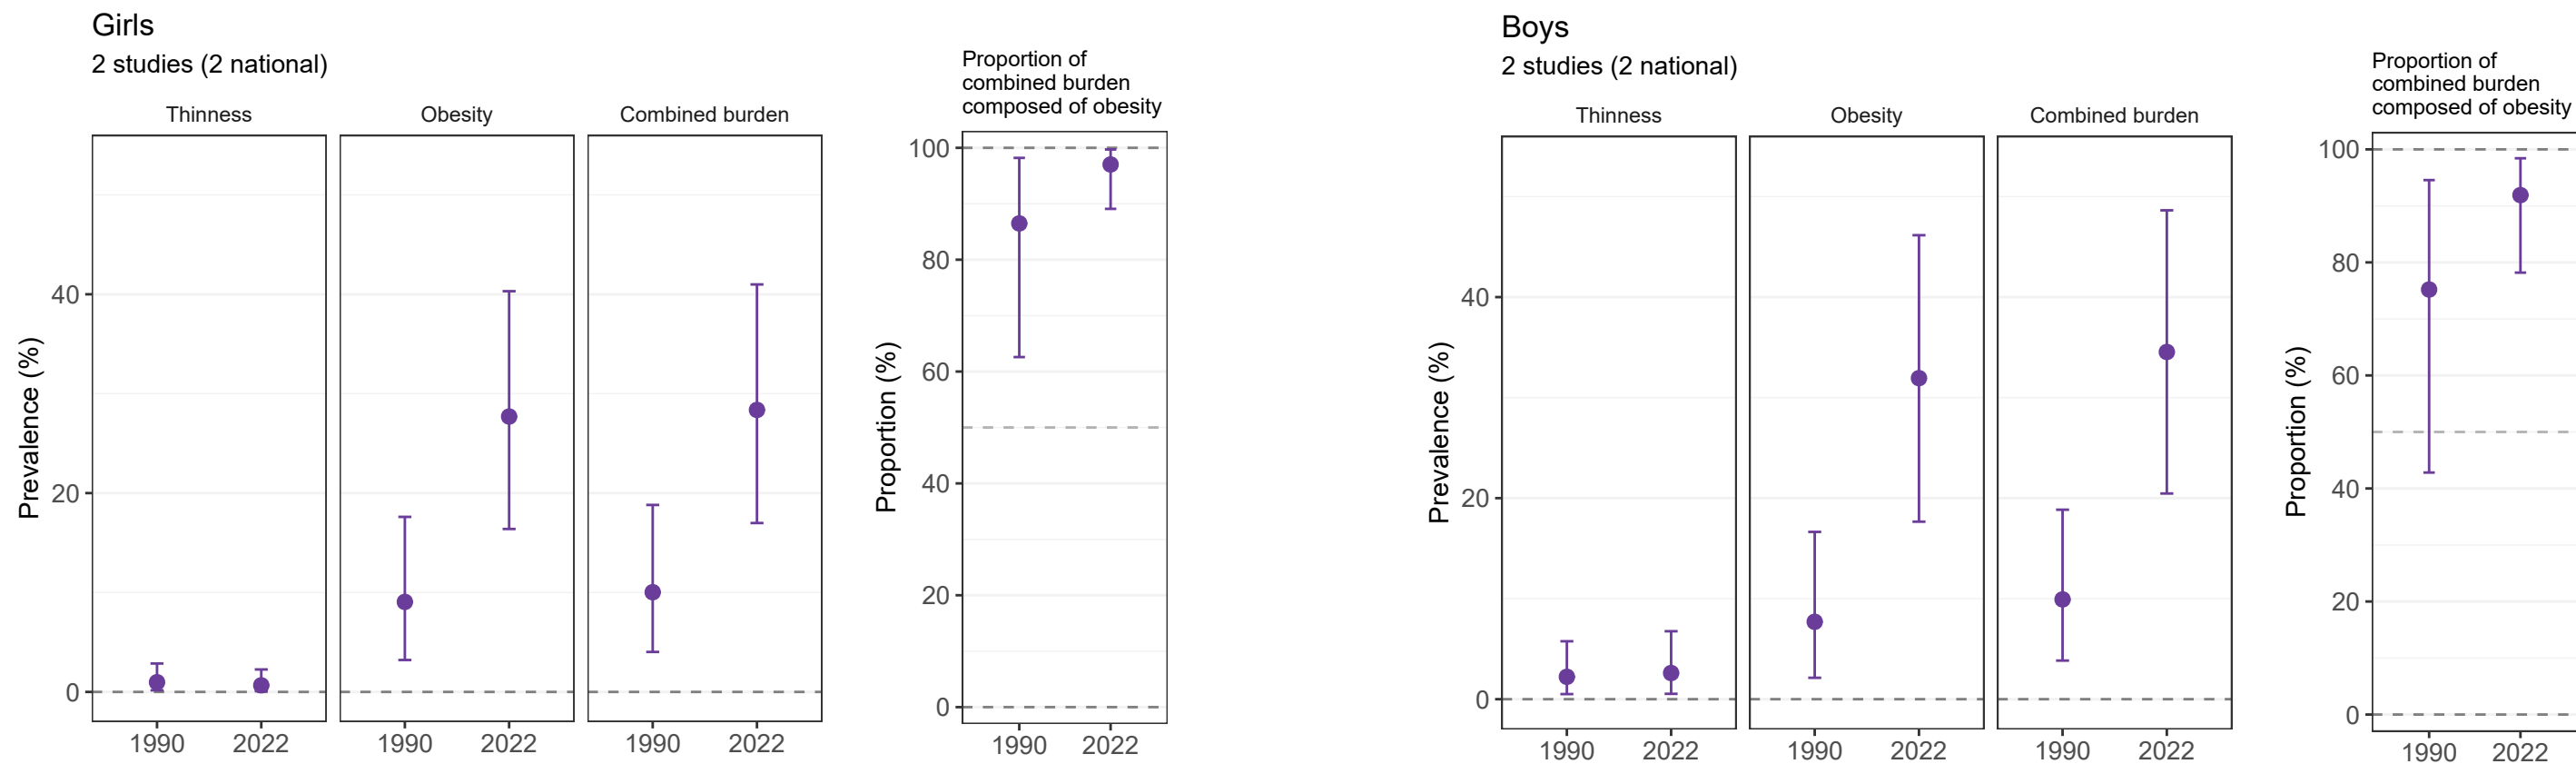 Girls
2 studies (2 national)
Thinness
Obesity
Combined burden
Prevalence (%)
40
20
0
1990
2022
1990
2022
1990
2022
Proportion of
combined burden
composed of obesity
Proportion (%)
100
80
60
40
20
0
1990
2022
Boys
2 studies (2 national)
Thinness
Obesity
Combined burden
Prevalence (%)
40
20
0
1990
2022
1990
2022
1990
2022
Proportion of
combined burden
composed of obesity
Proportion (%)
100
80
60
40
20
0
1990
2022